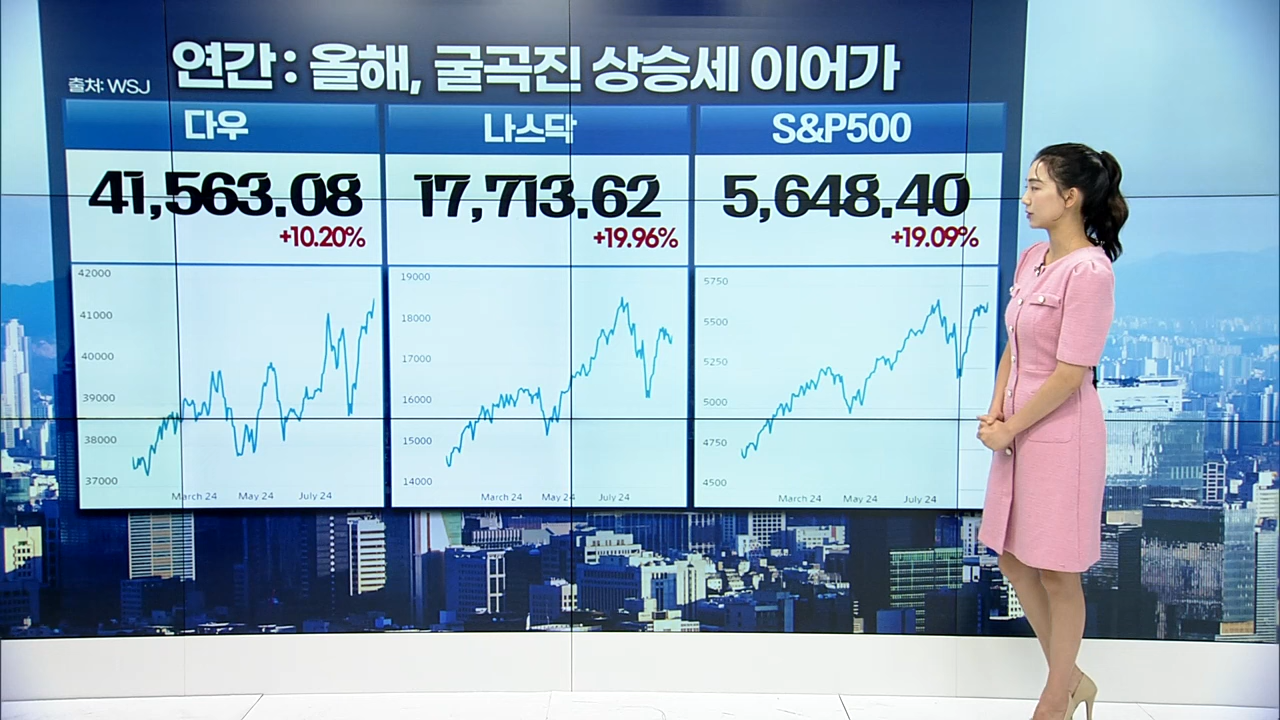 연간 : 올해, 굴곡진 상승세 이어가
출처: WSJ
다우
나스닥
S&P500
41,563.08
17,713.62
5,648.40
+10.20%
+19.96%
+19.09%
42000
41000
40000
39000
38000
37000
March 24
May 24
July 24
19000
18000
17000
16000
15000
14000
March 24
May 24
July 24
5750
5500
5250
5000
4750
4500
March 24
May 24
July 24